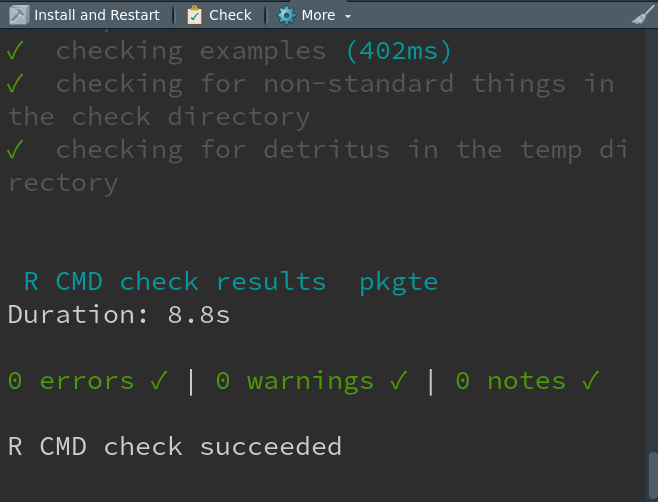 Install and Restart Check More
✓ checking examples (402ms)
✓ checking for non-standard things in
the check directory
✓ checking for detritus in the temp di
rectory
R CMD check results pkgte
Duration: 8.8s
0 errors ✓ | 0 warnings ✓ | 0 notes ✓
R CMD check succeeded